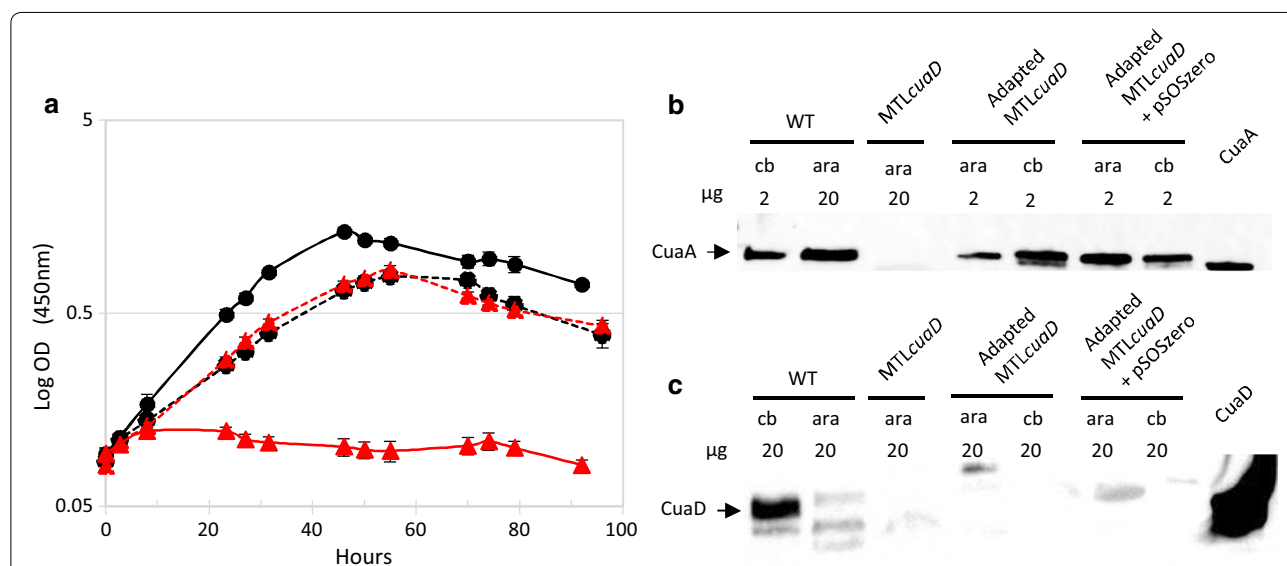 a
5
0.5
0.05
Log OD (450nm)
0 20 40 60 80 100
Hours
b
WT
MTLcuaD
Adapted
MTLcuaD
Adapted
MTLcuaD
+ pSOSzero
CuaA
cb ara ara ara cb ara cb
µg 2 20 20 2 2 2 2
CuaA
c
WT
MTLcuaD
Adapted
MTLcuaD
Adapted
MTLcuaD
+ pSOSzero
CuaD
cb ara ara ara cb ara cb
µg 20 20 20 20 20 20 20
CuaD